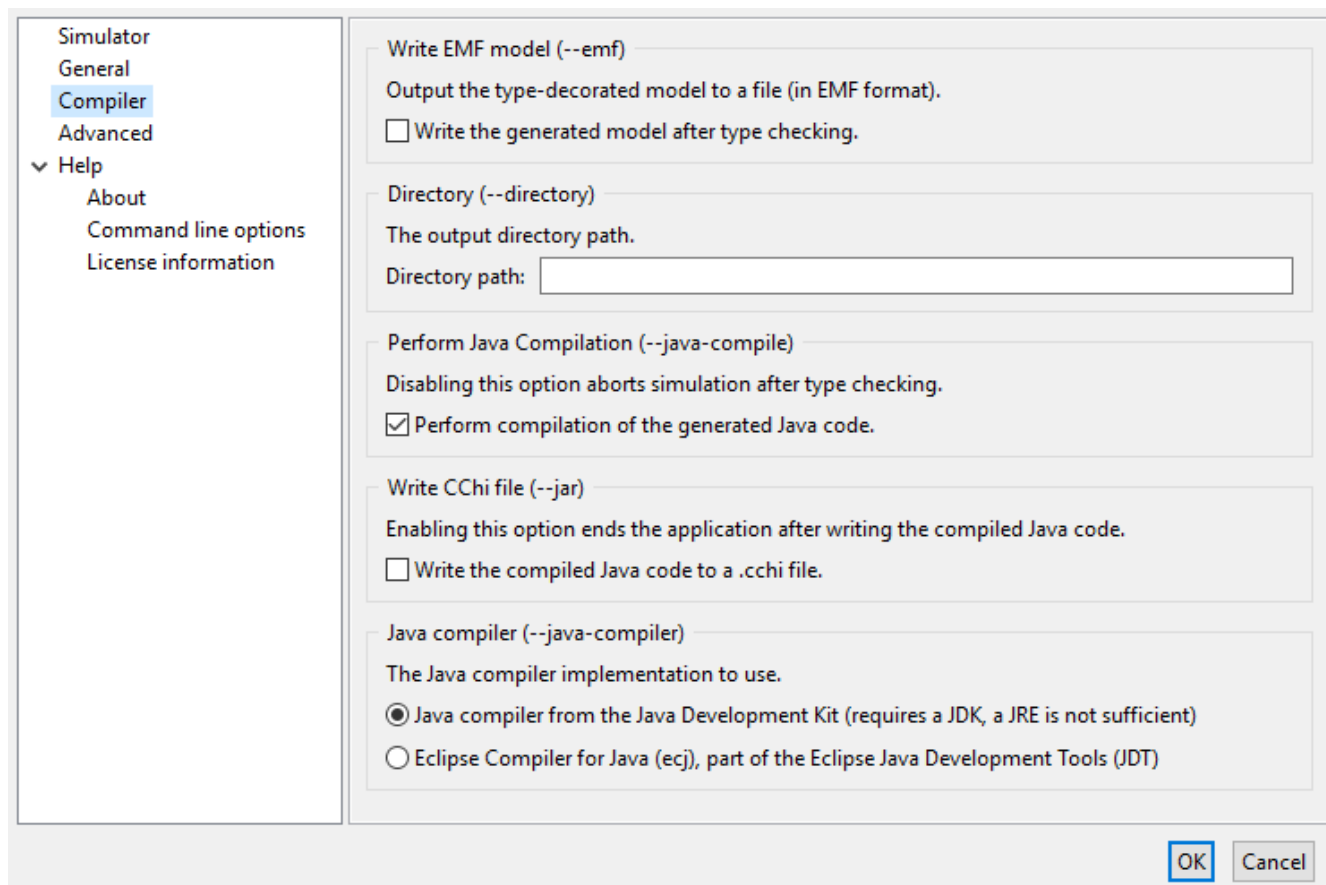 Simulator
General
Compiler
Advanced
Help
About
Command line options
License information
Write EMF model (--emf)
Output the type-decorated model to a file (in EMF format).
Write the generated model after type checking.
Directory (--directory)
The output directory path.
Directory path:
Perform Java Compilation (--java-compile)
Disabling this option aborts simulation after type checking.
Perform compilation of the generated Java code.
Write CChi file (--jar)
Enabling this option ends the application after writing the compiled Java code.
Write the compiled Java code to a .cchi file.
Java compiler (--java-compiler)
The Java compiler implementation to use.
Java compiler from the Java Development Kit (requires a JDK, a JRE is not sufficient)
Eclipse Compiler for Java (ecj), part of the Eclipse Java Development Tools (JDT)
OK
Cancel